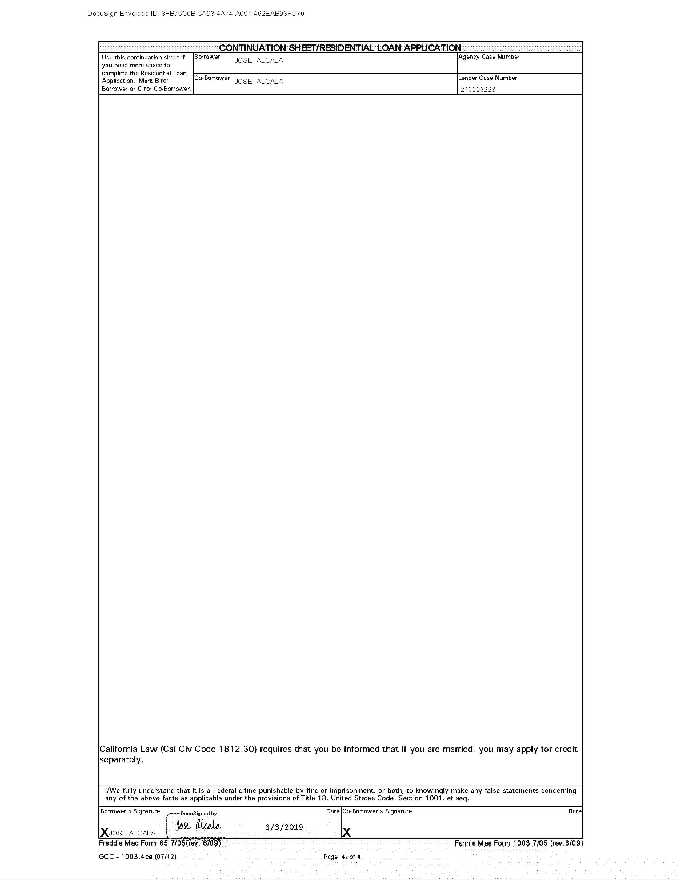 DocuSign Envelope ID:
CONTINUATION SHEET/RESIDENTIAL LOAN APPLICATION
Use this continuation sheet if
you need more space to
complete the Residential Loan
Application. Mark B for
Borrower or C for Co-Borrower.
Borrower JOSE ALCALA
Agency Case Number
Co-Borrower JOSE ALCALA
Lender Case Number
California Law (Cal Civ Code 1812.30) requires that you be informed that if you are married, you may apply for credit
separately.
I/We fully understand that it is a Federal crime punishable by fine or imprisonment, or both, to knowingly make any false statements concerning
any of the above facts as applicable under the provisions of Title 18, United States Code, Section 1001, et seq.
Borrower's Signature Date Co-Borrower's Signature Date
DocuSigned by:
X JOSE ALCALA Jose Alcala 3/3/2019 X
Freddie Mac Form 65 7/05 (rev. 6/09) Fannie Mae Form 1003 7/05 (rev.6/09)
GCC - 1003.4ca (07/12) Page 4 of 4